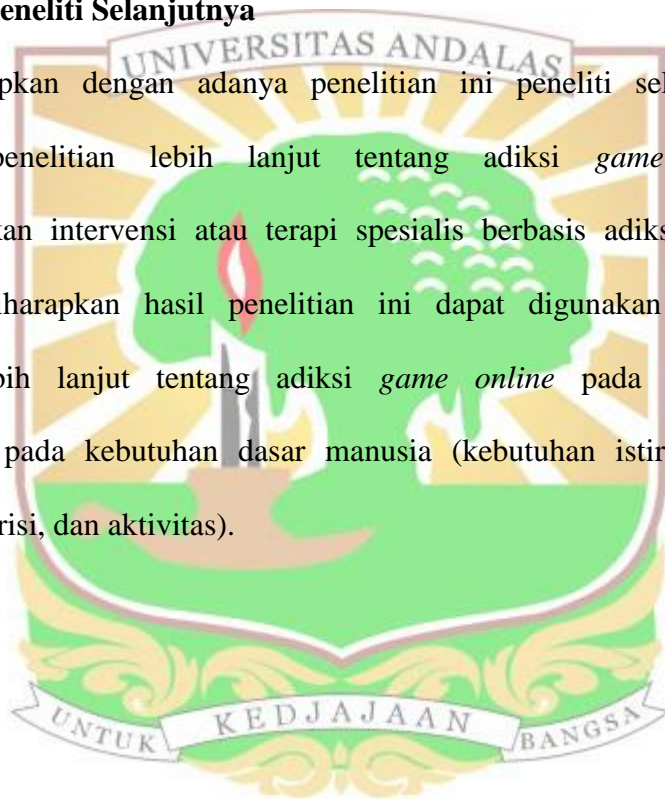 eneliti Selanjutnya
UNIVERSITAS ANDALAS
pkan dengan adanya penelitian ini peneliti sel
penelitian lebih lanjut tentang adiksi game
kan intervensi atau terapi spesialis berbasis adiks
iharapkan hasil penelitian ini dapat digunakan
bih lanjut tentang adiksi game online pada
pada kebutuhan dasar manusia (kebutuhan istir
risi, dan aktivitas).
UNTUK KEDJAJAAN BANGSA